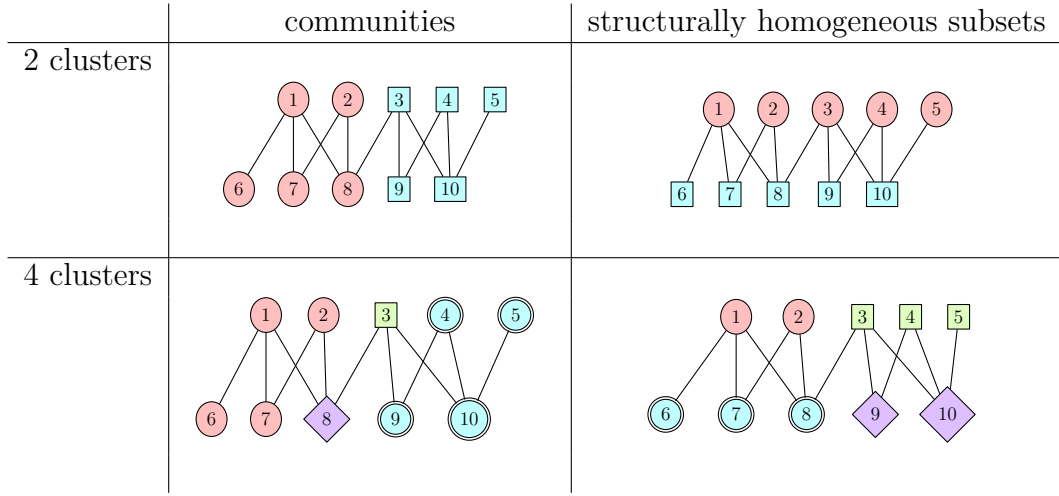 communities structurally homogeneous subsets
2 clusters
1 2 3 4 5 1 2 3 4 5
6 7 8 9 10 6 7 8 9 10
4 clusters
1 2 3 4 5 1 2 3 4 5
6 7 8 9 10 6 7 8 9 10